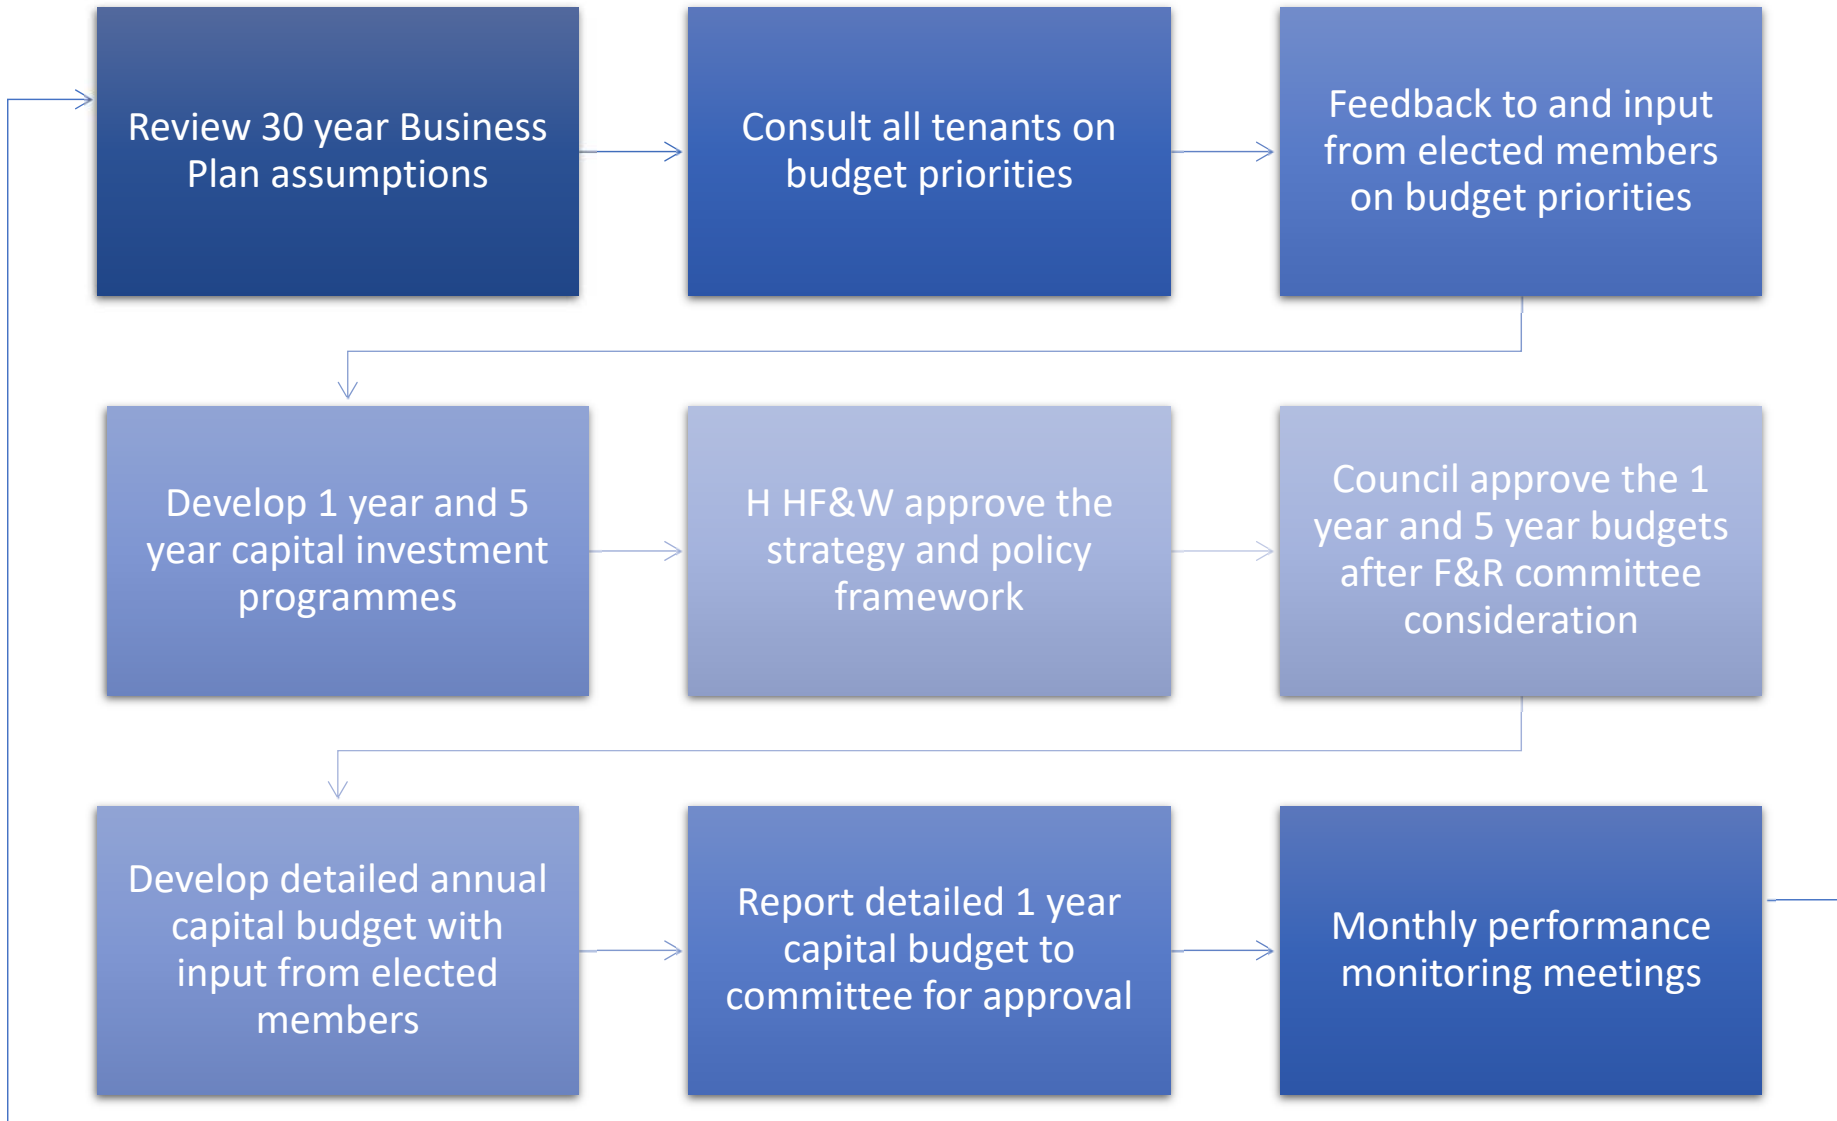 Review 30 year Business
Plan assumptions
Consult all tenants on
budget priorities
Feedback to and input
from elected members
on budget priorities
Develop 1 year and 5
year capital investment
programmes
H HF&W approve the
strategy and policy
framework
Council approve the 1
year and 5 year budgets
after F&R committee
consideration
Develop detailed annual
capital budget with
input from elected
members
Report detailed 1 year
capital budget to
committee for approval
Monthly performance
monitoring meetings